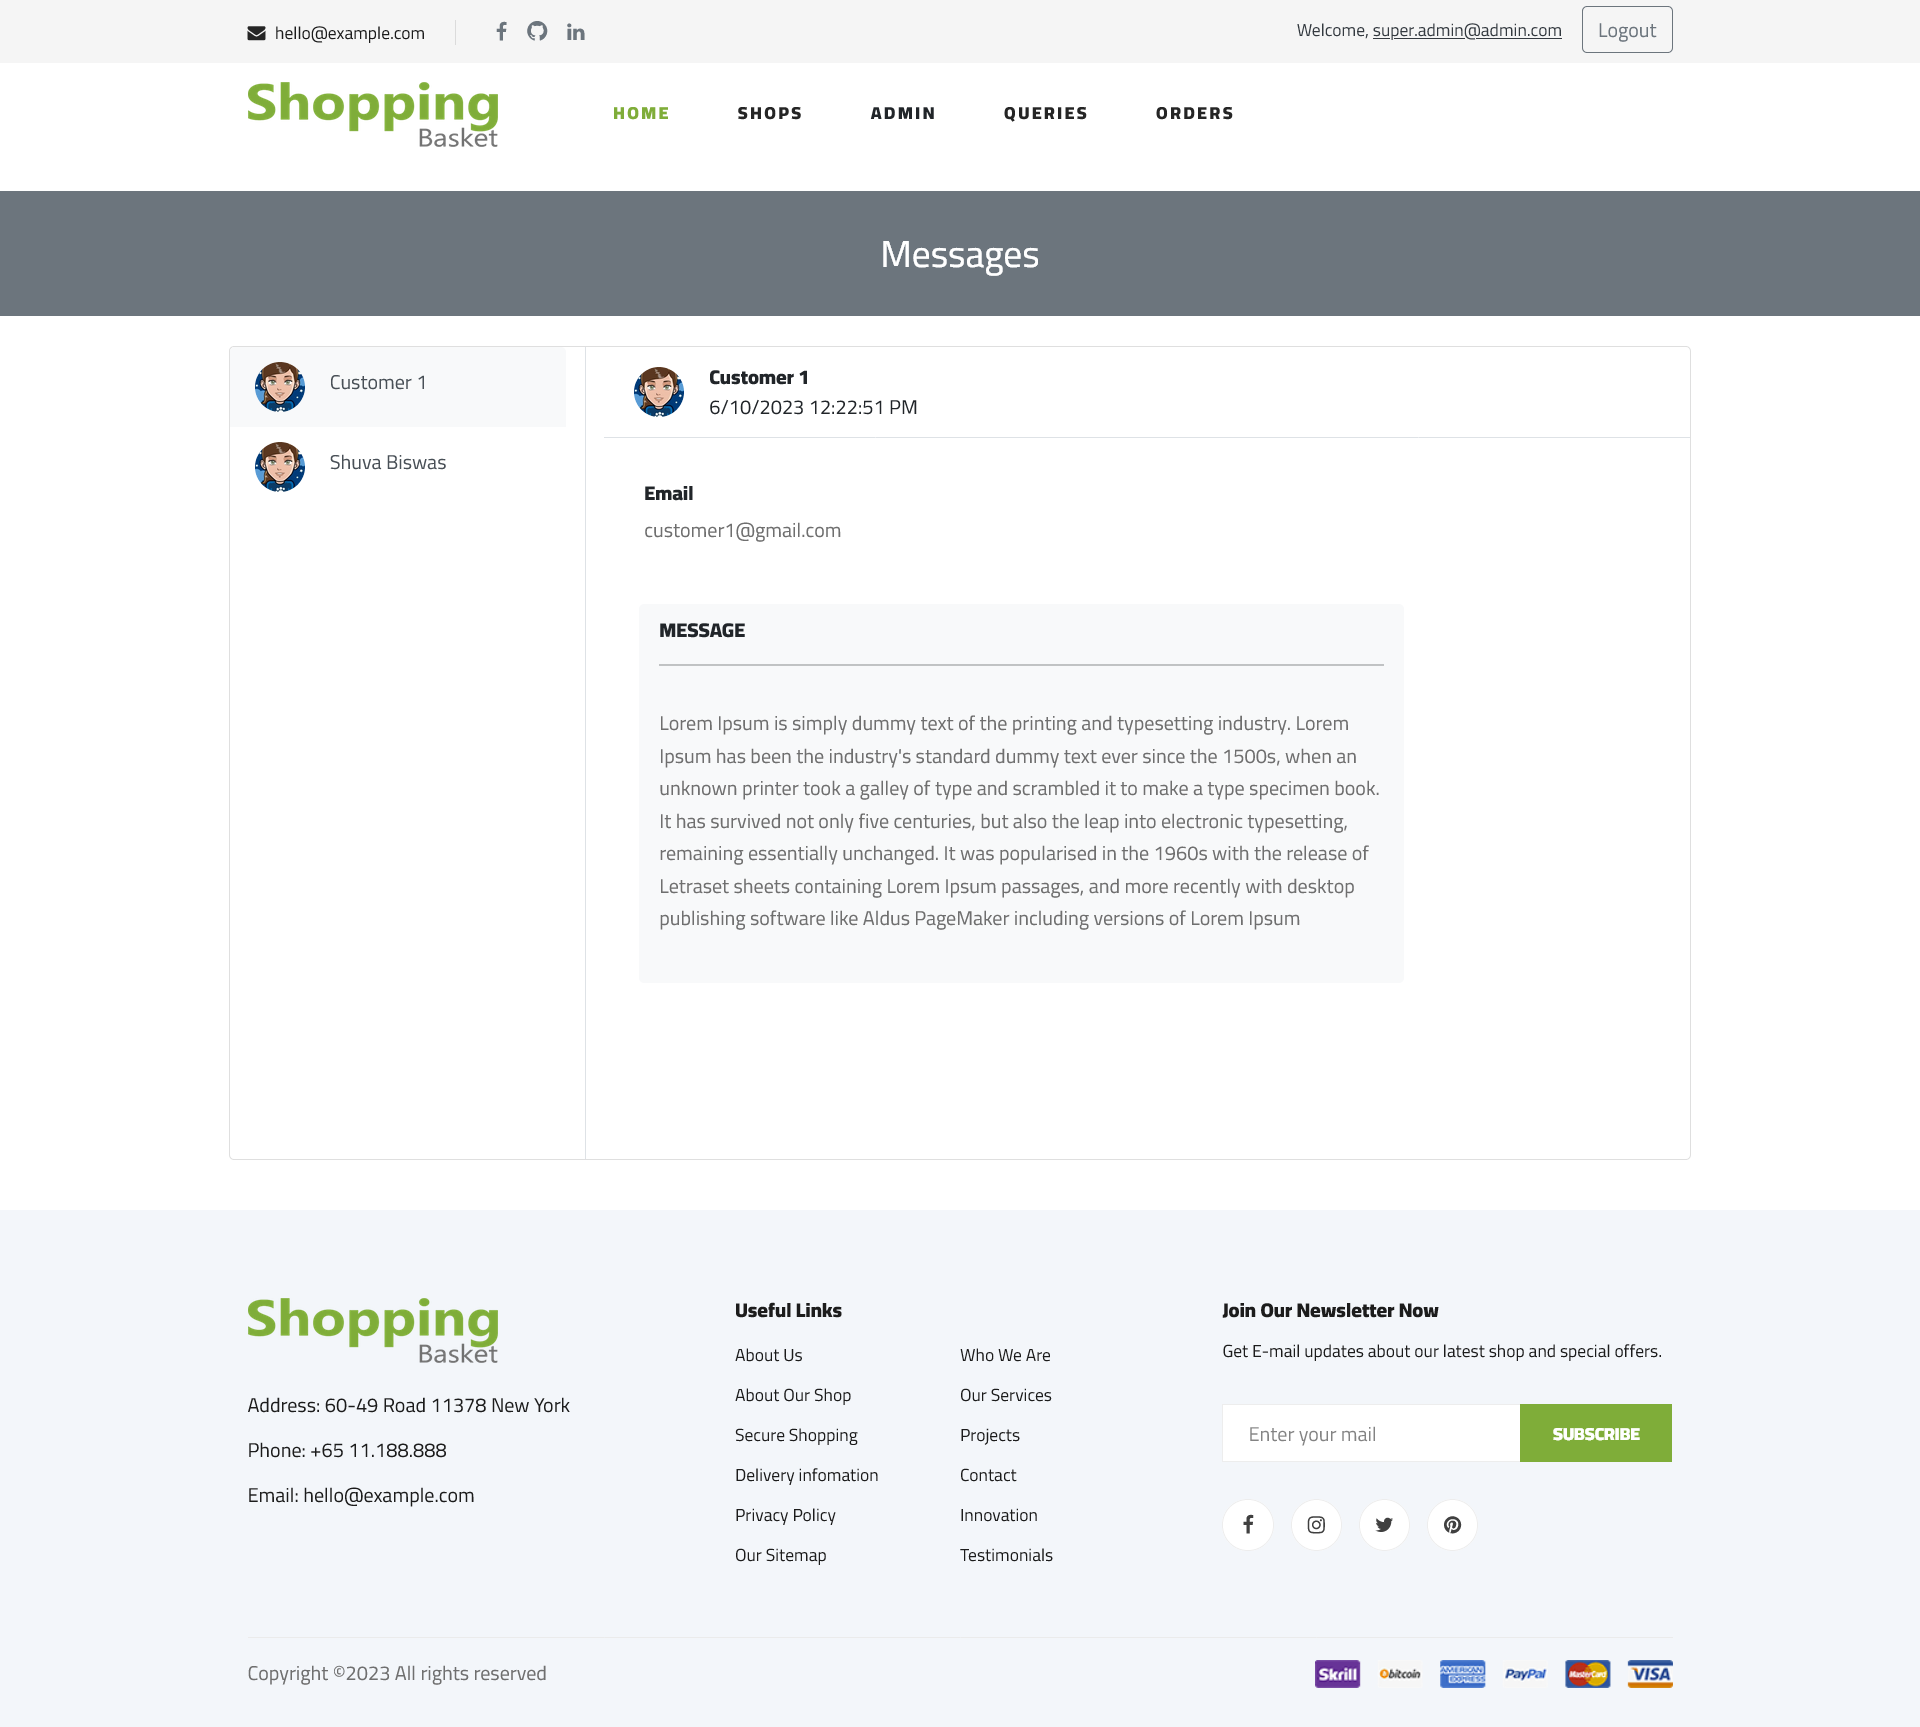 hello@example.com
Welcome, super.admin@admin.com
Logout
Shopping
Basket
HOME
SHOPS
ADMIN
QUERIES
ORDERS
Messages
Customer 1
Shuva Biswas
Customer 1
6/10/2023 12:22:51 PM
Email
customer1@gmail.com
MESSAGE
Lorem Ipsum is simply dummy text of the printing and typesetting industry. Lorem
Ipsum has been the industry's standard dummy text ever since the 1500s, when an
unknown printer took a galley of type and scrambled it to make a type specimen book.
It has survived not only five centuries, but also the leap into electronic typesetting,
remaining essentially unchanged. It was popularised in the 1960s with the release of
Letraset sheets containing Lorem Ipsum passages, and more recently with desktop
publishing software like Aldus PageMaker including versions of Lorem Ipsum
Shopping
Basket
Address: 60-49 Road 11378 New York
Phone: +65 11.188.888
Email: hello@example.com
Useful Links
About Us
About Our Shop
Secure Shopping
Delivery infomation
Privacy Policy
Our Sitemap
Who We Are
Our Services
Projects
Contact
Innovation
Testimonials
Join Our Newsletter Now
Get E-mail updates about our latest shop and special offers.
Enter your mail
SUBSCRIBE
Copyright ©2023 All rights reserved
Skrill
bitcoin
AMERICAN
EXPRESS
PayPal
MasterCard
VISA